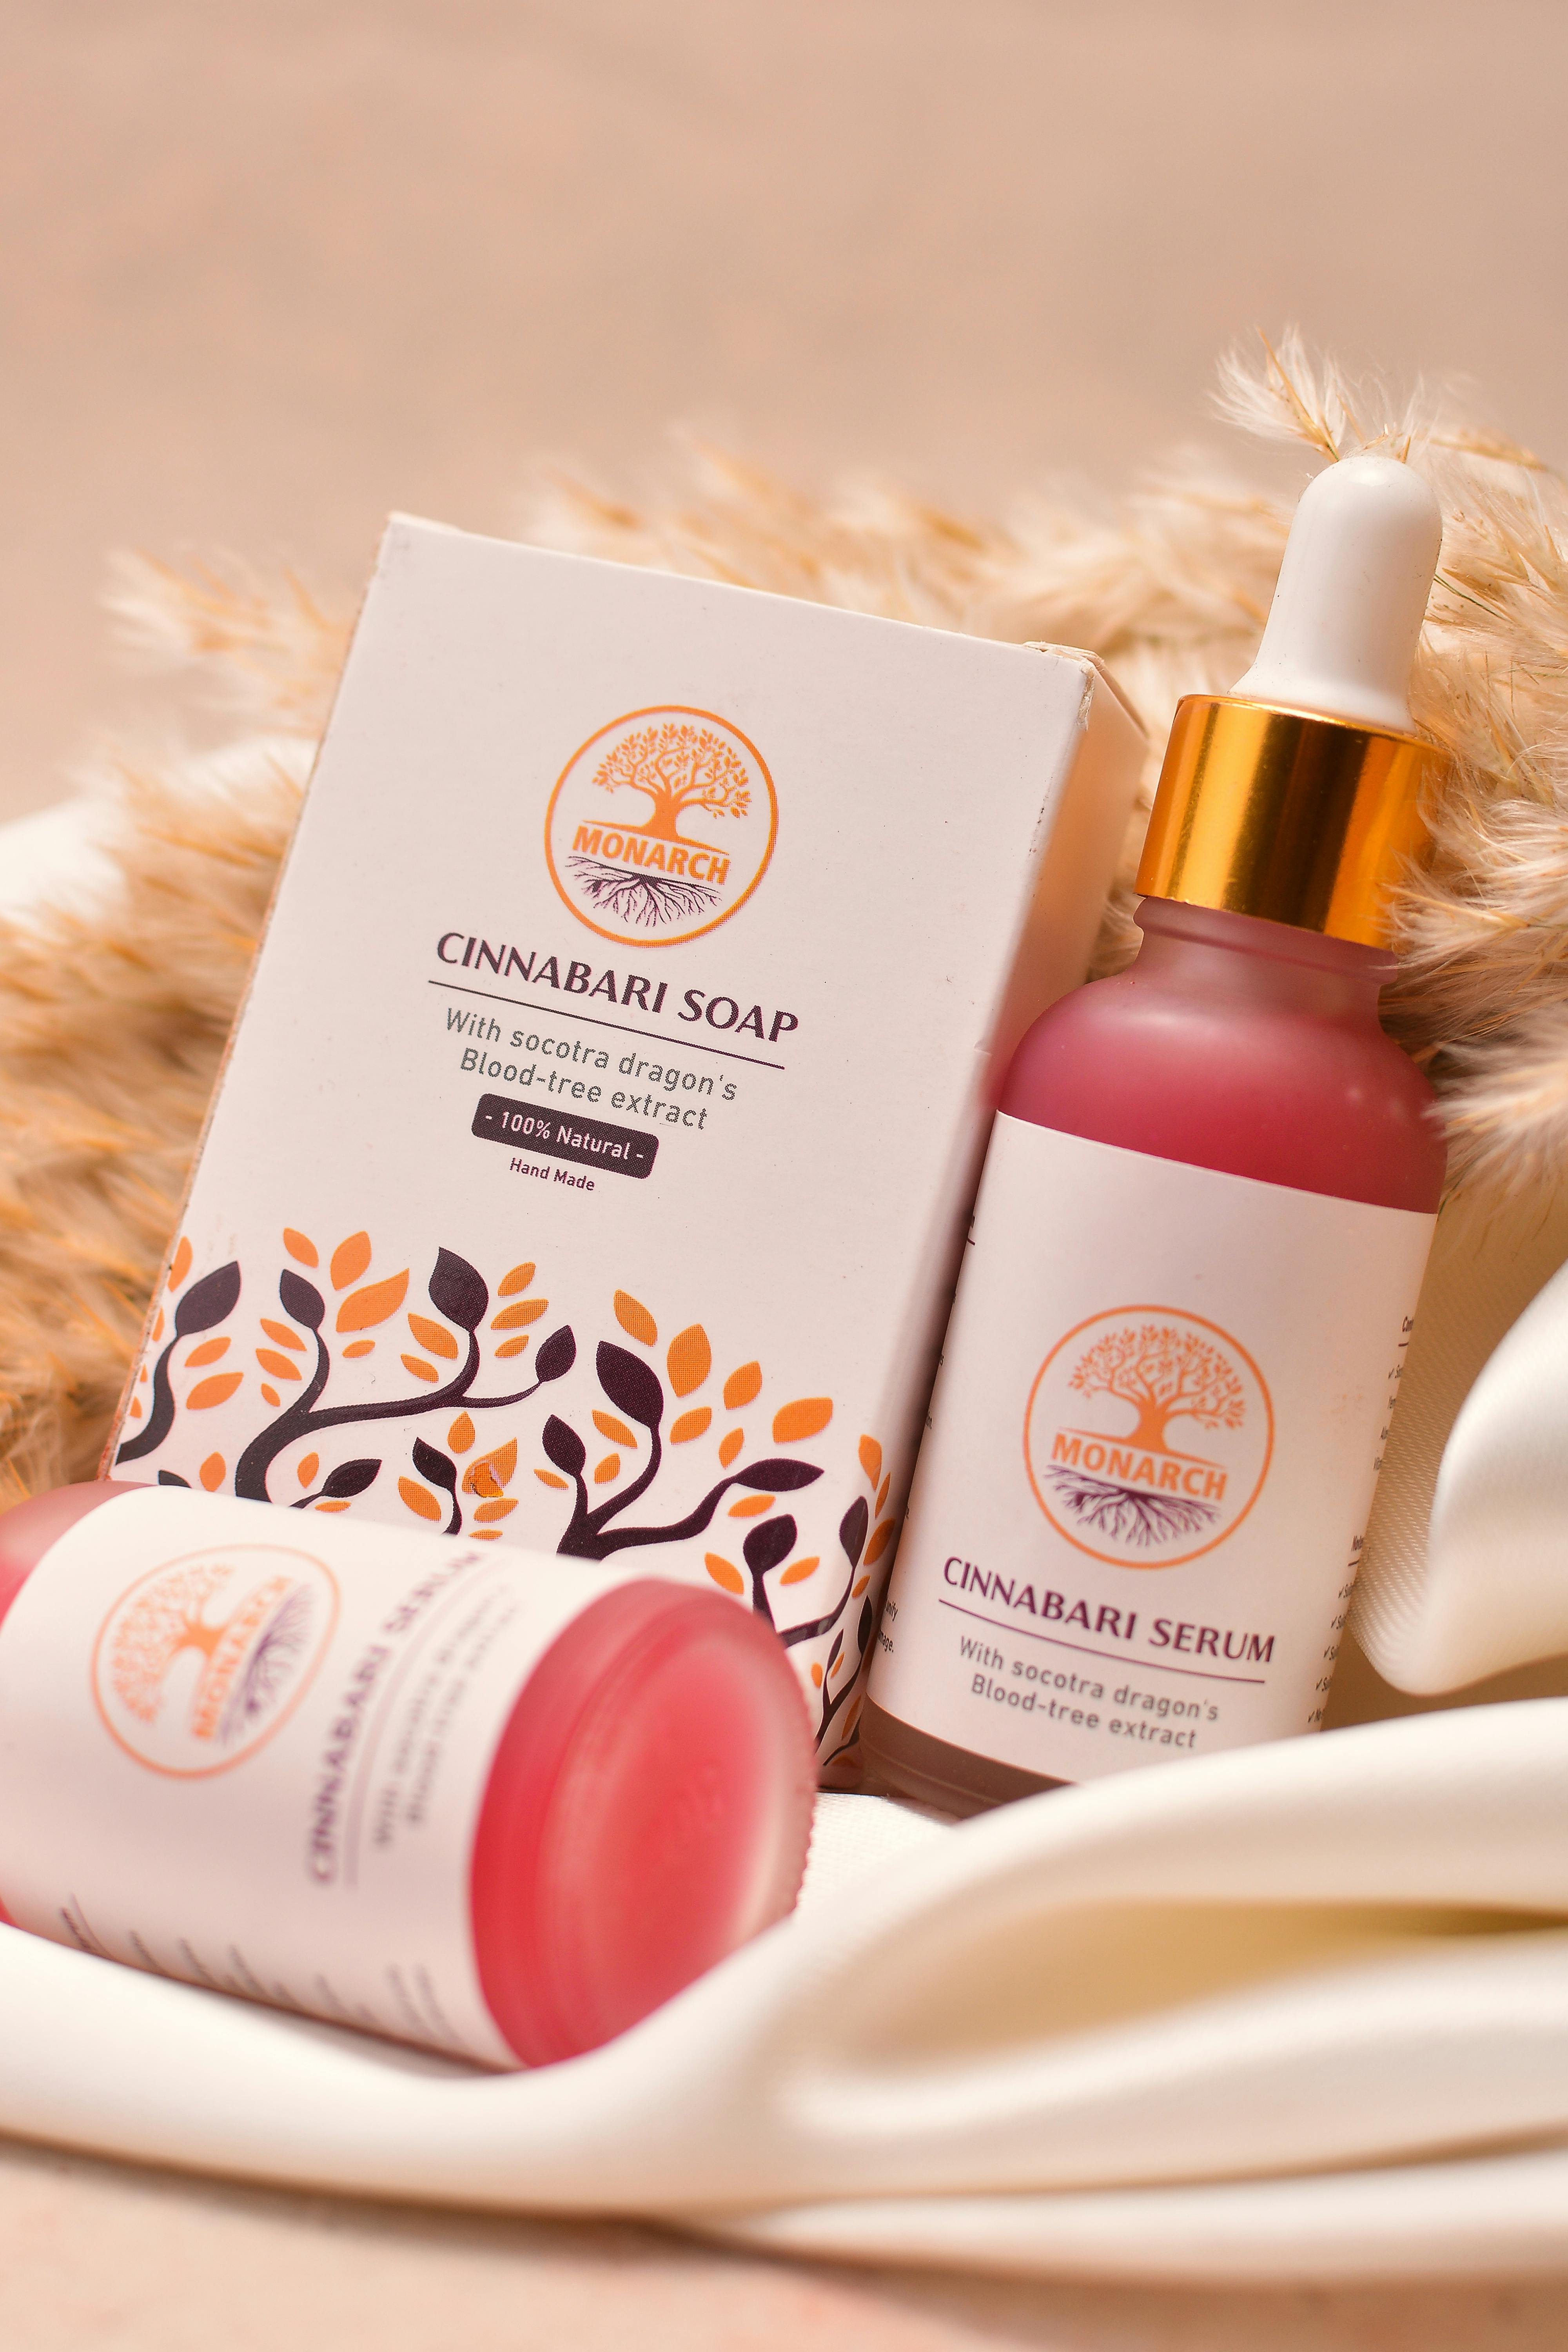 MONARCH
CINNABARI SOAP
With socotra dragon's
Blood-tree extract
- 100% Natural -
Hand Made
MONARCH
CINNABARI SERUM
With socotra dragon's
Blood-tree extract
MONARCH
CINNABARI SERUM